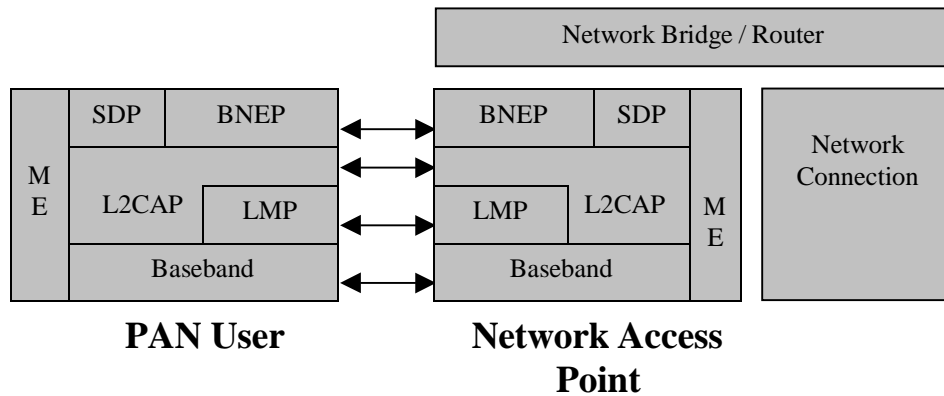 Network Bridge / Router
SDP
BNEP
BNEP
SDP
M
E
L2CAP
LMP
LMP
L2CAP
M
E
Network
Connection
Baseband
Baseband
PAN User
Network Access
Point